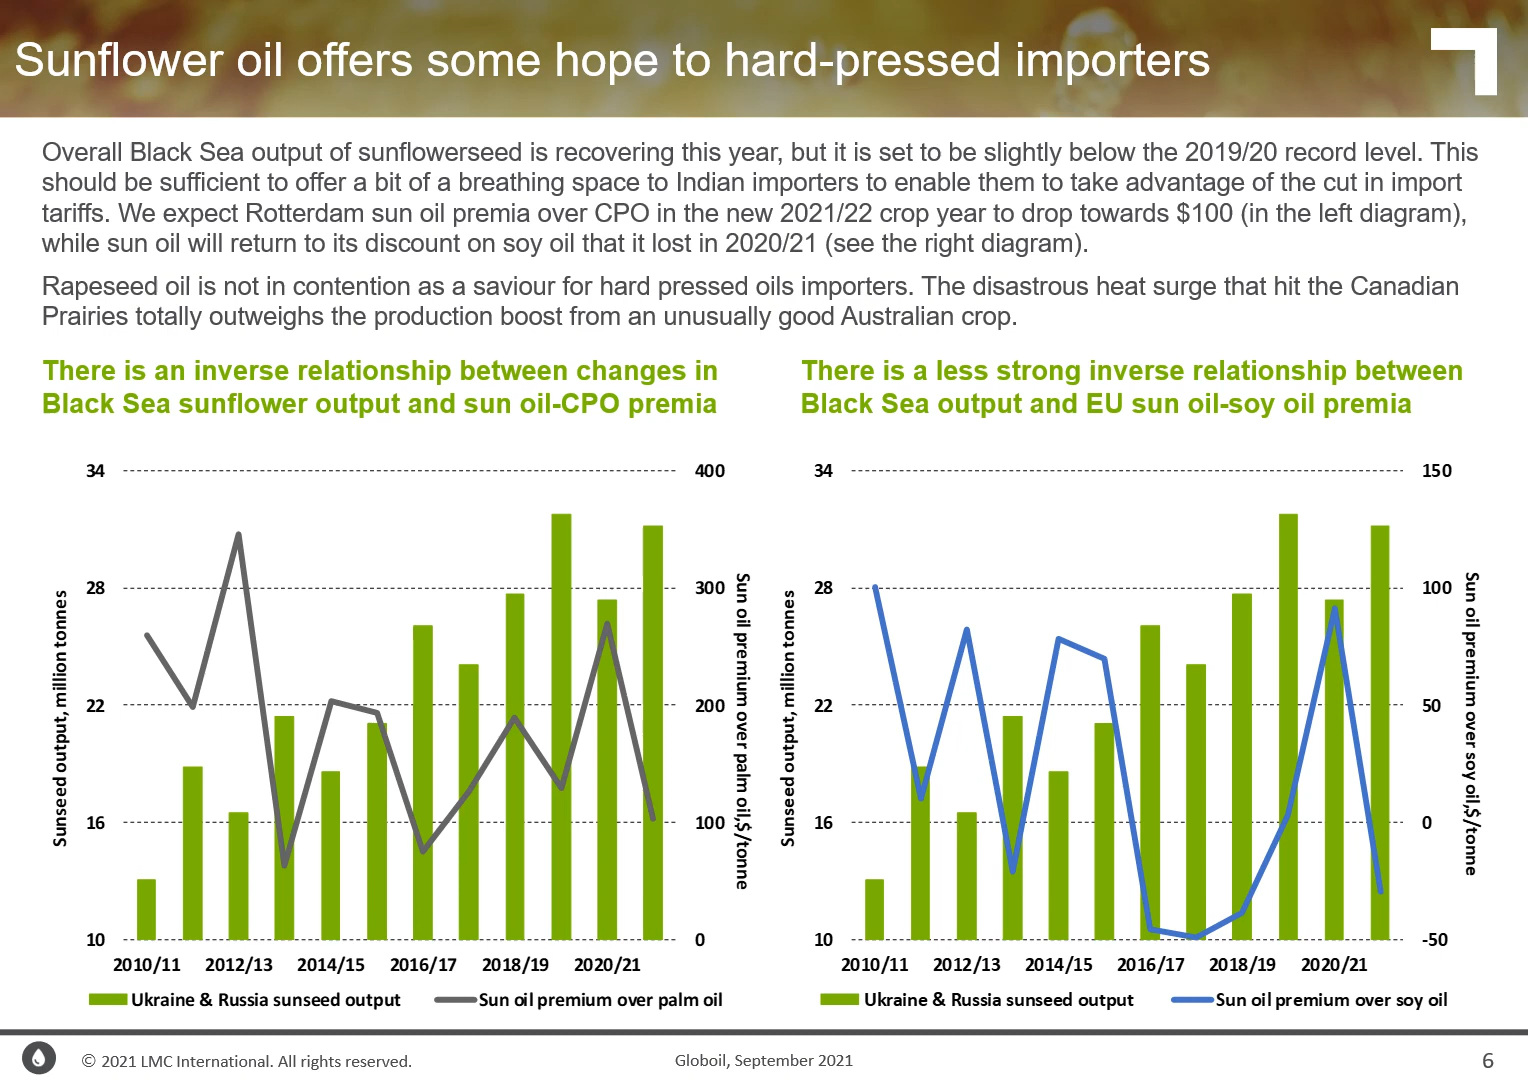 Sunflower oil offers some hope to hard-pressed importers
Overall Black Sea output of sunflowerseed is recovering this year, but it is set to be slightly below the 2019/20 record level. This
should be sufficient to offer a bit of a breathing space to Indian importers to enable them to take advantage of the cut in import
tariffs. We expect Rotterdam sun oil premia over CPO in the new 2021/22 crop year to drop towards $100 (in the left diagram),
while sun oil will return to its discount on soy oil that it lost in 2020/21 (see the right diagram).
Rapeseed oil is not in contention as a saviour for hard pressed oils importers. The disastrous heat surge that hit the Canadian
Prairies totally outweighs the production boost from an unusually good Australian crop.
There is an inverse relationship between changes in
Black Sea sunflower output and sun oil-CPO premia
34
28
22
16
10
Sunseed output, million tonnes
400
300
200
100
0
Sun oil premium over palm oil,$/tonne
2010/11 2012/13 2014/15 2016/17 2018/19 2020/21
Ukraine & Russia sunseed output
Sun oil premium over palm oil
There is a less strong inverse relationship between
Black Sea output and EU sun oil-soy oil premia
34
28
22
16
10
Sunseed output, million tonnes
150
100
50
0
-50
Sun oil premium over soy oil,$/tonne
2010/11 2012/13 2014/15 2016/17 2018/19 2020/21
Ukraine & Russia sunseed output
Sun oil premium over soy oil
© 2021 LMC International. All rights reserved.
Globoil, September 2021
6